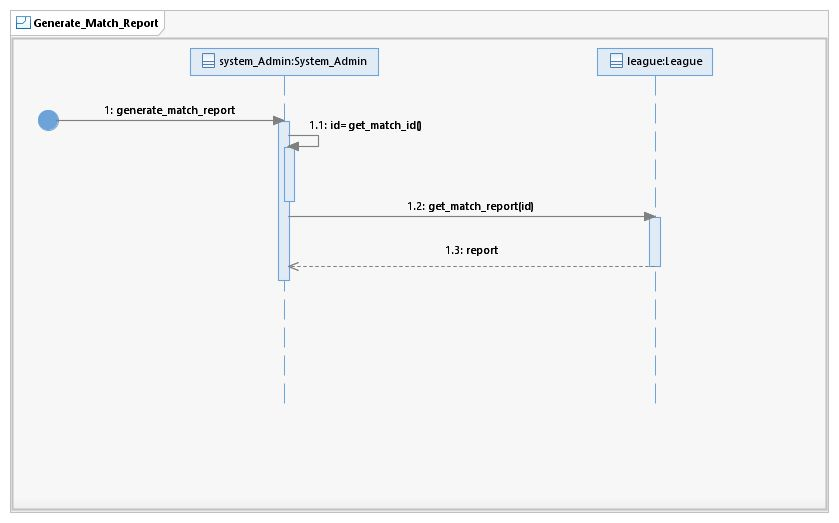 Generate_Match_Report
system_Admin:System_Admin
league:League
1: generate_match_report
1.1: id=get_match_id()
1.2: get_match_report(id)
1.3: report